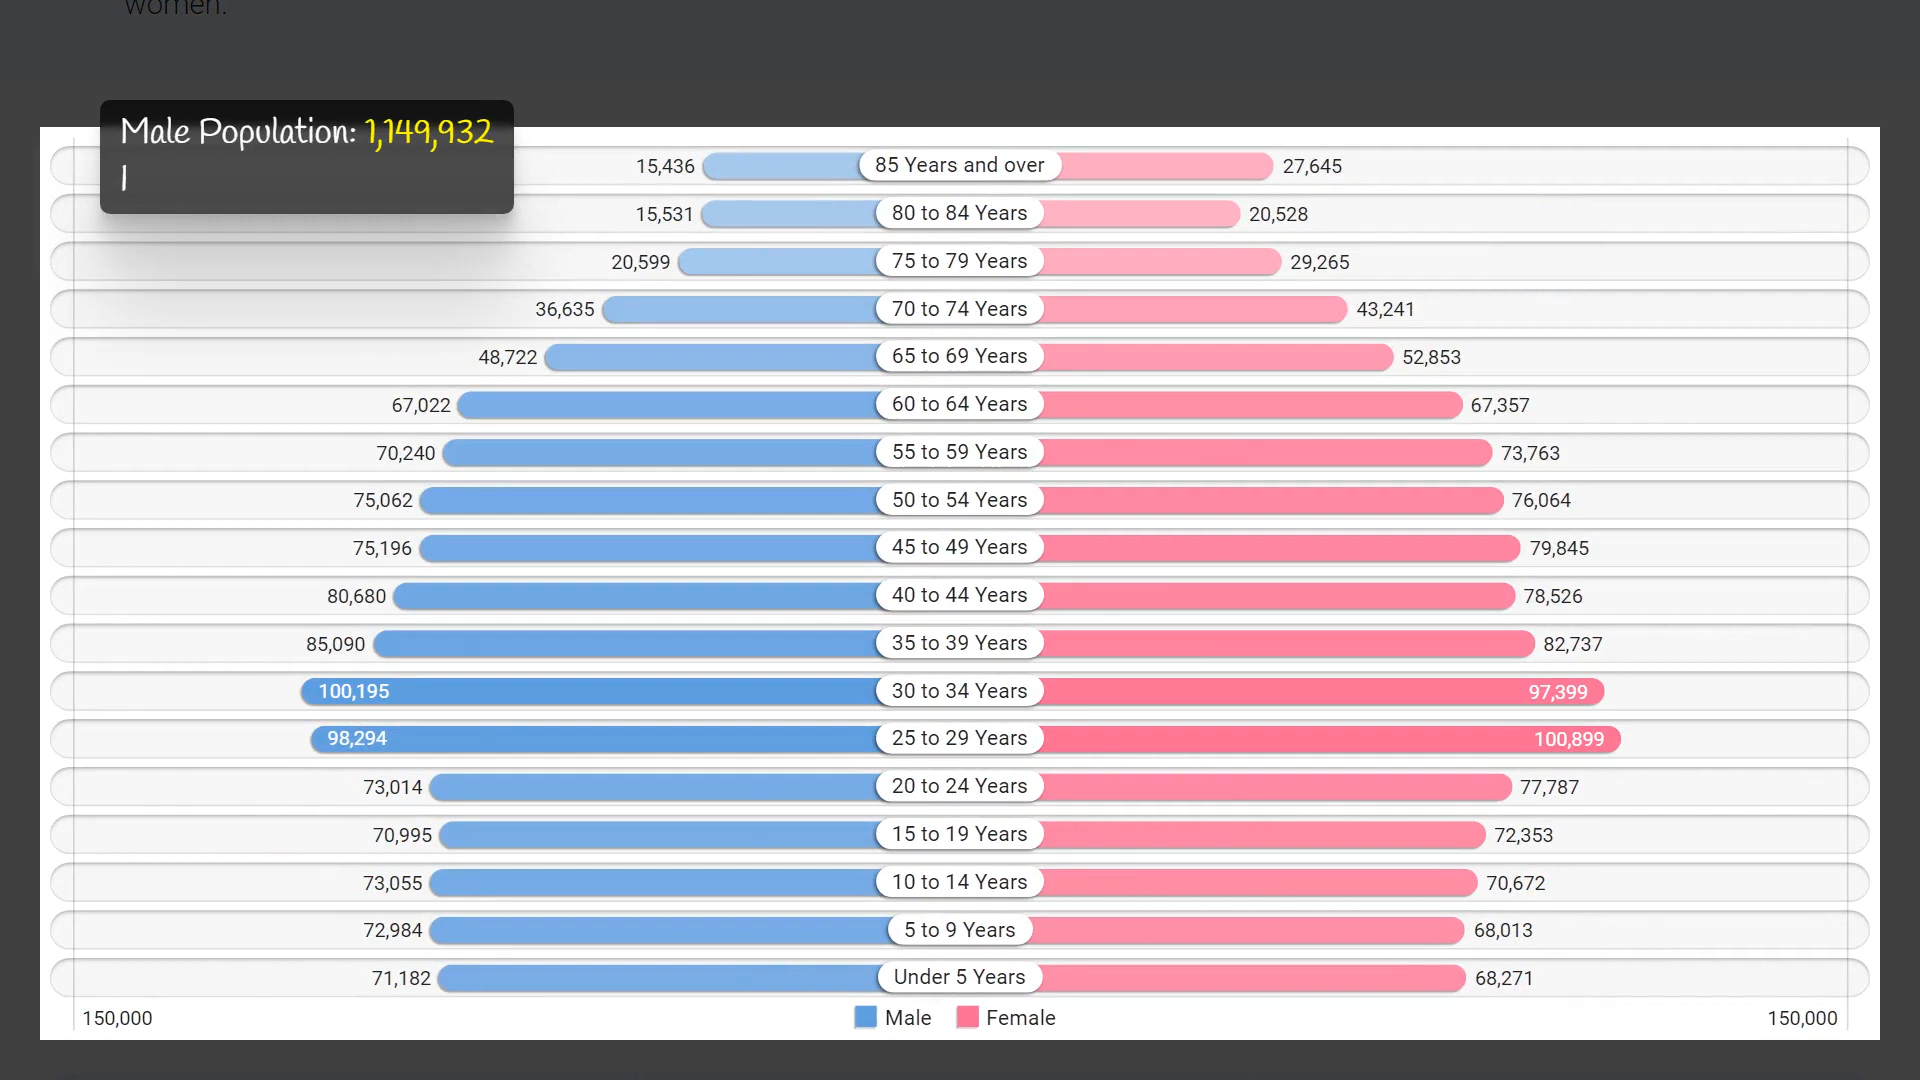 women.
Male Population: 1,149,932
15,436 85 Years and over 27,645
15,531 80 to 84 Years 20,528
20,599 75 to 79 Years 29,265
36,635 70 to 74 Years 43,241
48,722 65 to 69 Years 52,853
67,022 60 to 64 Years 67,357
70,240 55 to 59 Years 73,763
75,062 50 to 54 Years 76,064
75,196 45 to 49 Years 79,845
80,680 40 to 44 Years 78,526
85,090 35 to 39 Years 82,737
100,195 30 to 34 Years 97,399
98,294 25 to 29 Years 100,899
73,014 20 to 24 Years 77,787
70,995 15 to 19 Years 72,353
73,055 10 to 14 Years 70,672
72,984 5 to 9 Years 68,013
71,182 Under 5 Years 68,271
150,000 Male Female 150,000